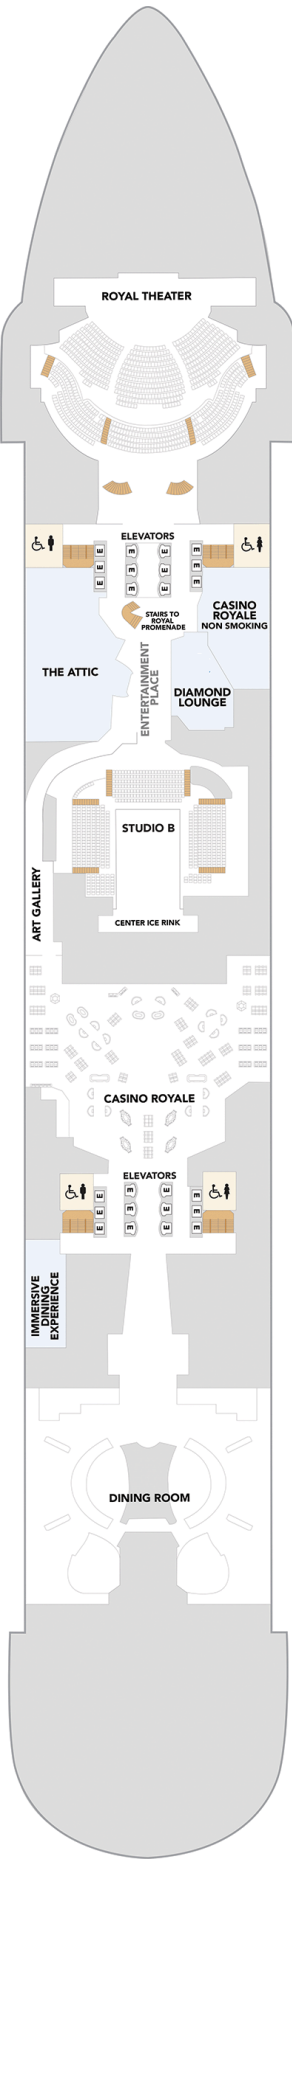 ROYAL THEATER
ELEVATORS
E E E E
E E E E
E E E E
CASINO
ROYALE
NON SMOKING
STAIRS TO
ROYAL
PROMENADE
THE ATTIC
ENTERTAINMENT
PLACE
DIAMOND
LOUNGE
STUDIO B
ART GALLERY
CENTER ICE RINK
CASINO ROYALE
ELEVATORS
E E E E
E E E E
E E E E
IMMERSIVE
DINING
EXPERIENCE
DINING ROOM